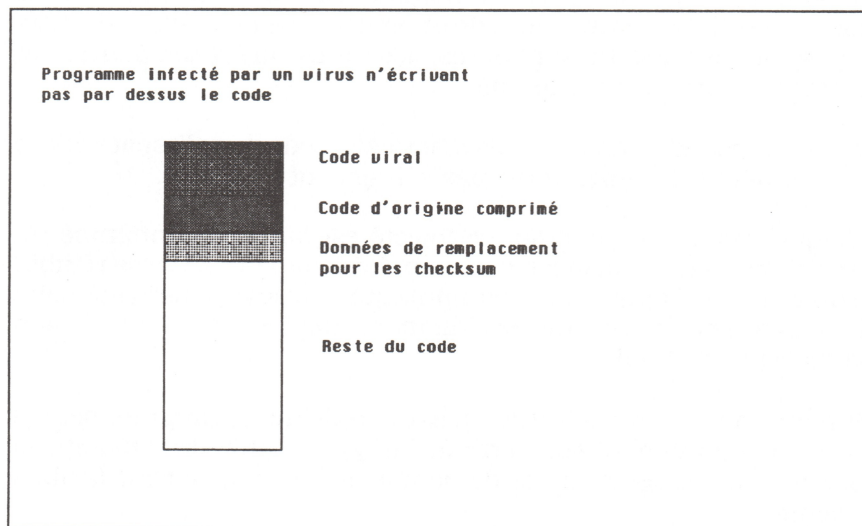 Programme infecté par un virus n'écrivant
pas par dessus le code
Code viral
Code d'origine comprimé
Données de remplacement
pour les checksum
Reste du code